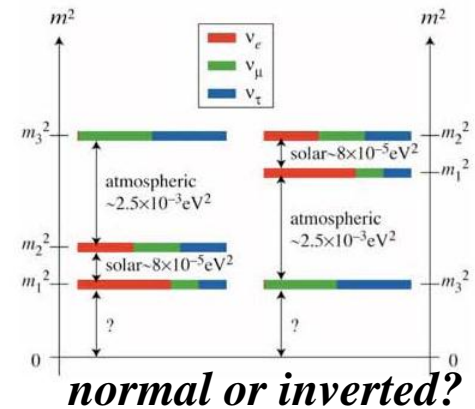 m²
m²
νe
νμ
ντ
m₃²
m₂²
m₁²
0
atmospheric
~2.5×10⁻³eV²
solar~8×10⁻⁵eV²
?
solar~8×10⁻⁵eV²
atmospheric
~2.5×10⁻³eV²
?
m₂²
m₁²
m₃²
0
normal or inverted?